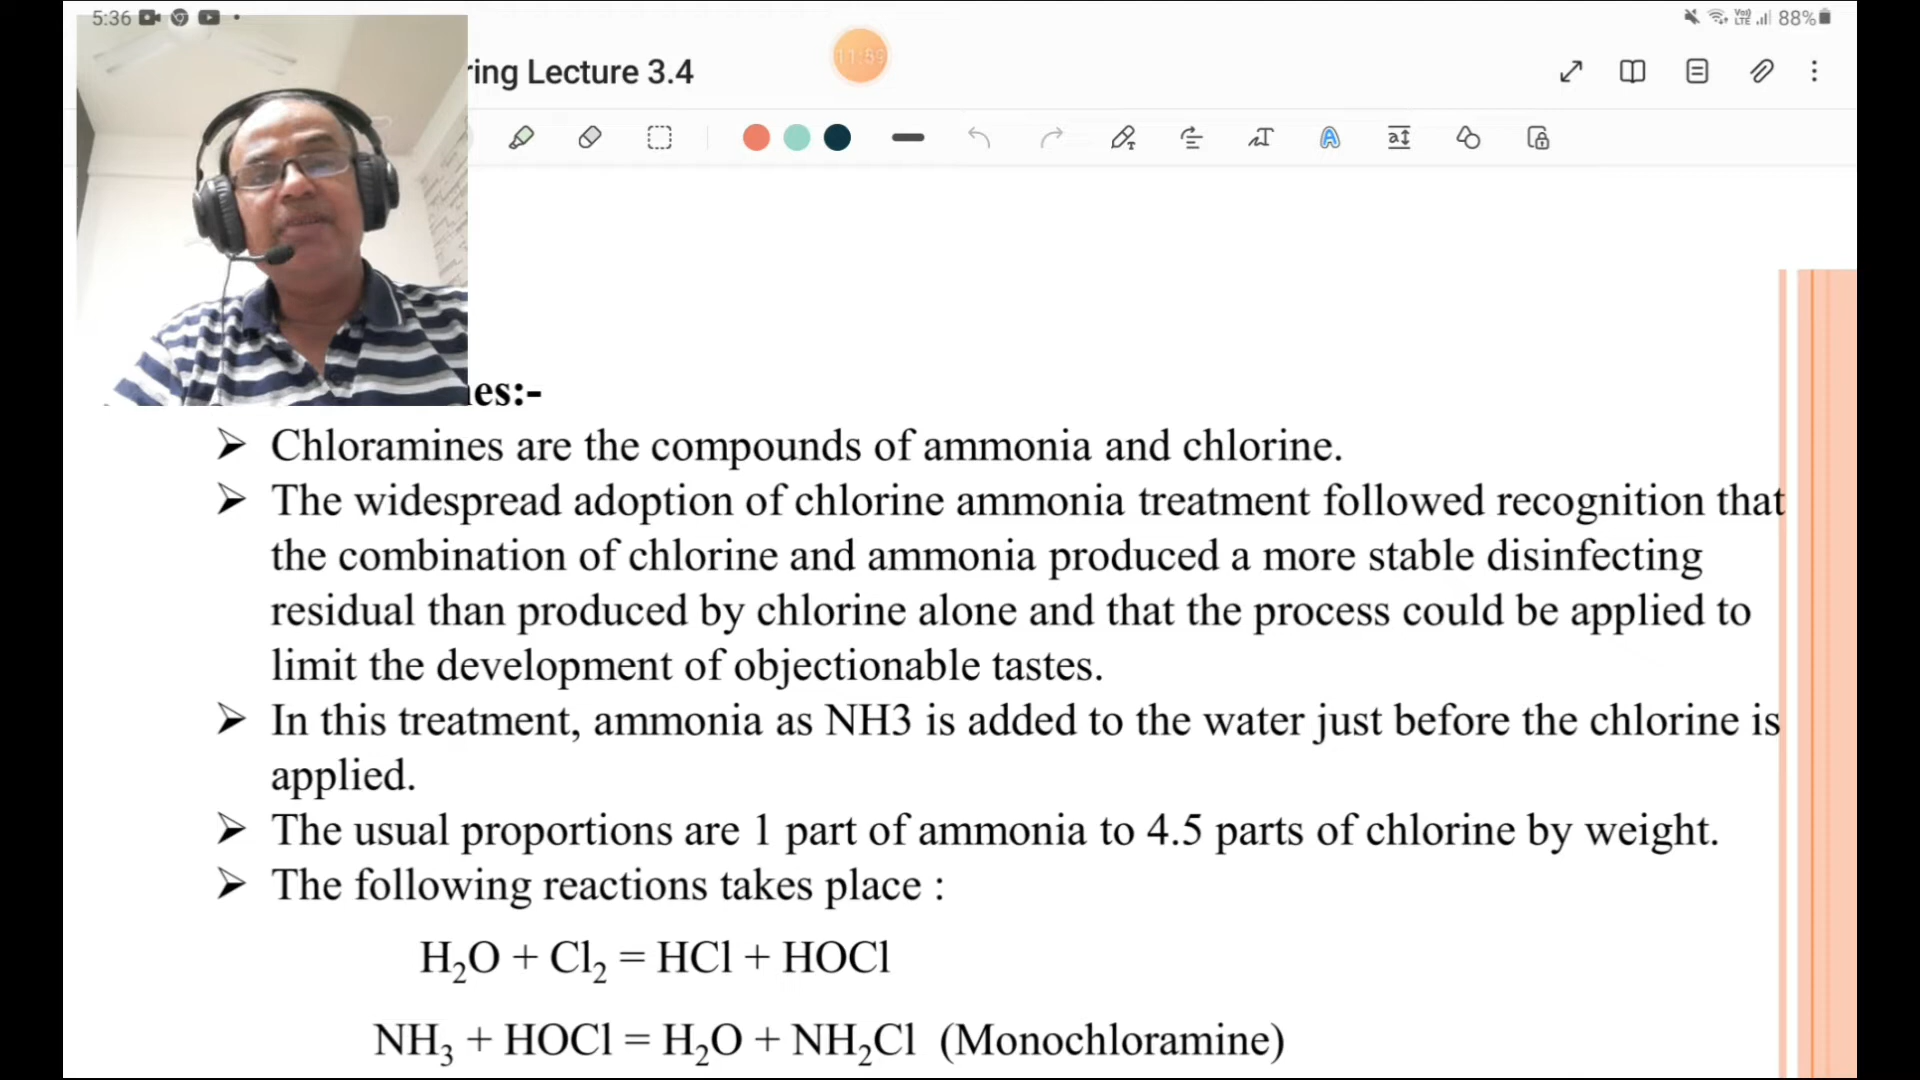 5:36
88%
11:59
ring Lecture 3.4
nes:-
➢ Chloramines are the compounds of ammonia and chlorine.
➢ The widespread adoption of chlorine ammonia treatment followed recognition that
the combination of chlorine and ammonia produced a more stable disinfecting
residual than produced by chlorine alone and that the process could be applied to
limit the development of objectionable tastes.
➢ In this treatment, ammonia as NH3 is added to the water just before the chlorine is
applied.
➢ The usual proportions are 1 part of ammonia to 4.5 parts of chlorine by weight.
➢ The following reactions takes place :
H₂O + Cl₂ = HCl + HOCl
NH₃ + HOCl = H₂O + NH₂Cl (Monochloramine)